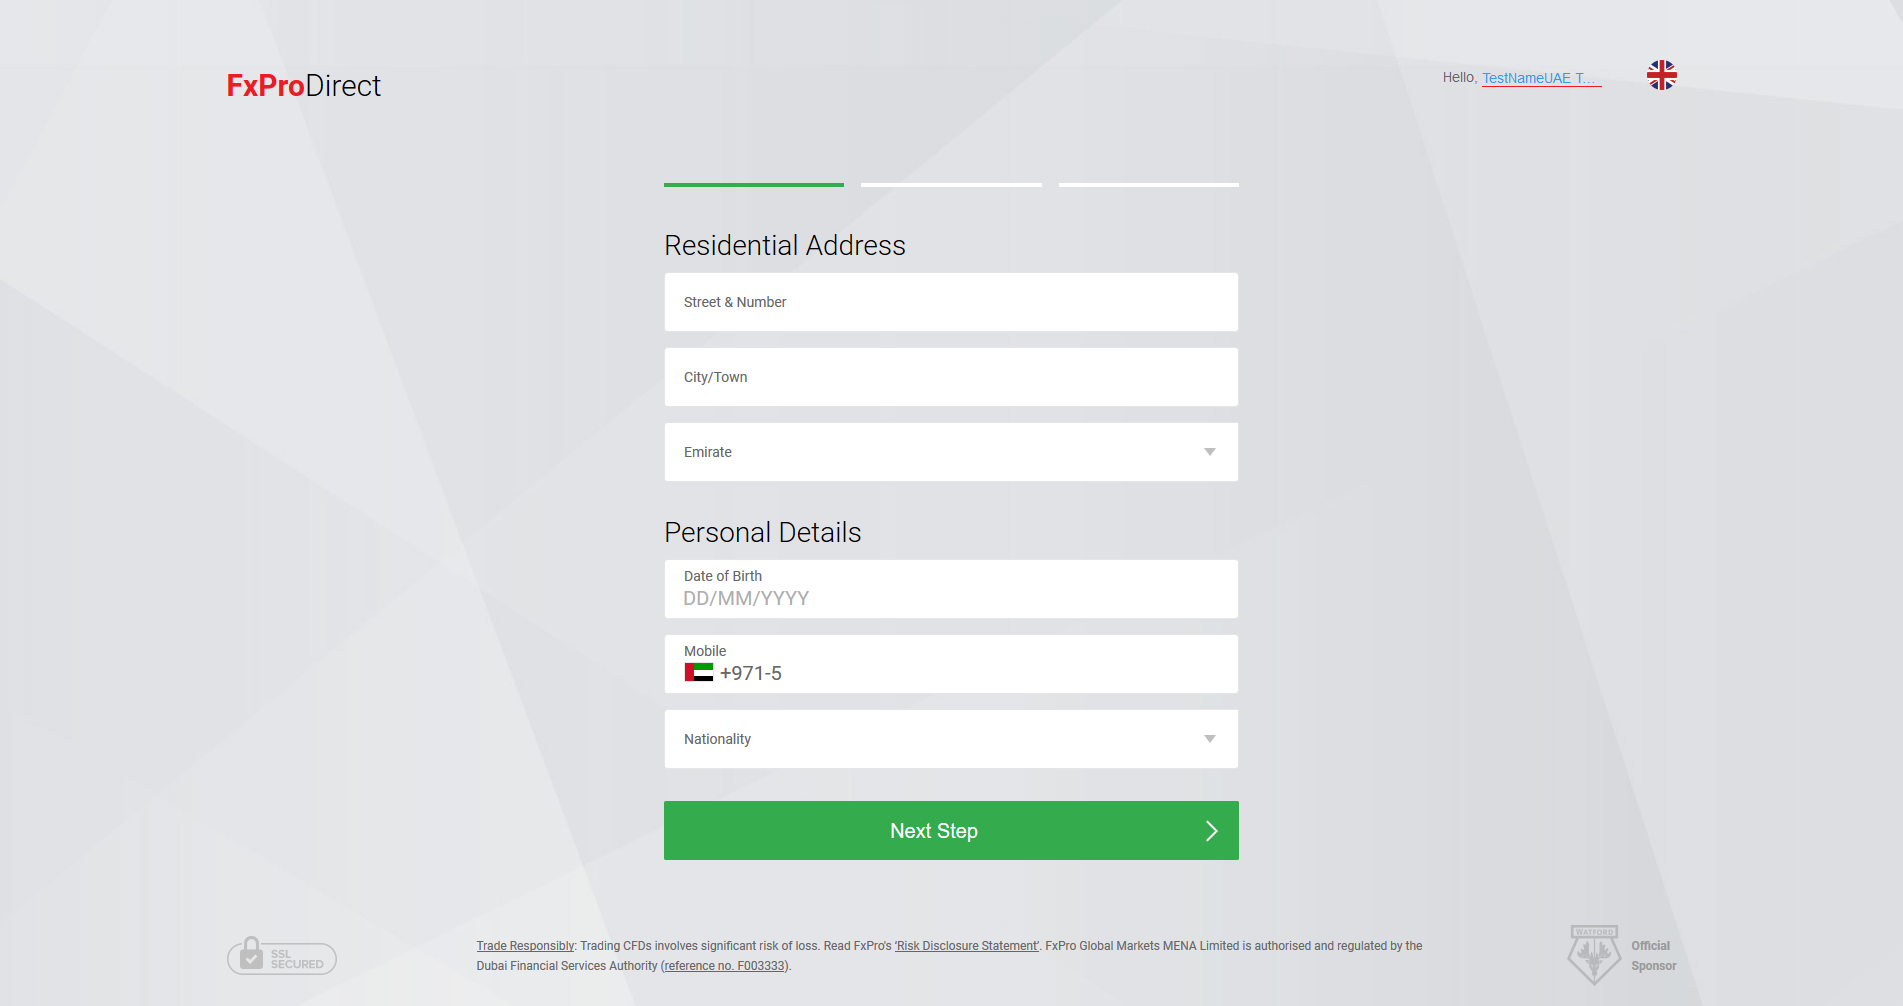 FxProDirect
Hello, TestNameUAE T...
Residential Address
Street & Number
City/Town
Emirate
Personal Details
Date of Birth
DD/MM/YYYY
Mobile
+971-5
Nationality
Next Step
SSL
SECURED
Trade Responsibly: Trading CFDs involves significant risk of loss. Read FxPro's 'Risk Disclosure Statement'. FxPro Global Markets MENA Limited is authorised and regulated by the
Dubai Financial Services Authority (reference no. F003333).
WATFORD
Official
Sponsor